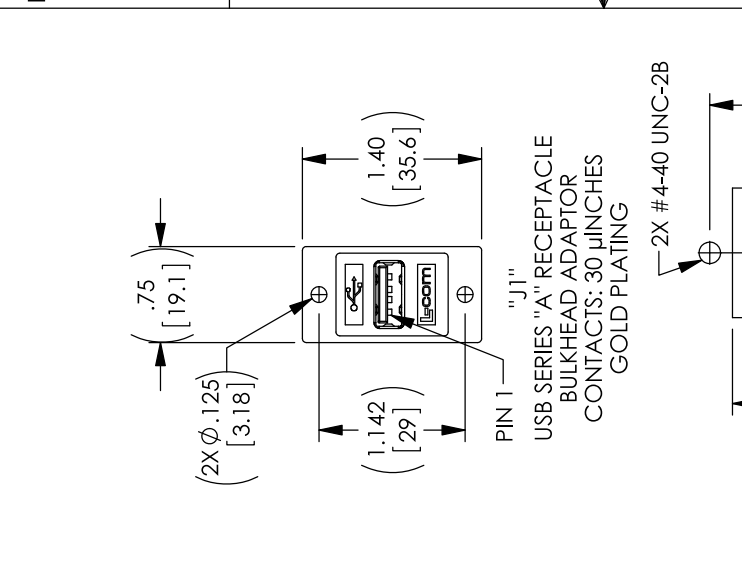 .75
[19.1]
2X Ø.125
[3.18]
1.40
[35.6]
1.142
[29]
L-com
PIN 1
"J1"
USB SERIES "A" RECEPTACLE
BULKHEAD ADAPTOR
CONTACTS: 30 µINCHES
GOLD PLATING
2X #4-40 UNC-2B